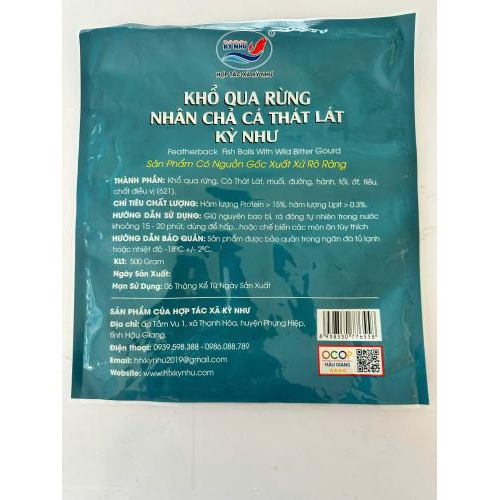 KỲ NHƯ
HỢP TÁC XÃ KỲ NHƯ
KHỔ QUA RỪNG
NHÂN CHẢ CÁ THÁT LÁT
KỲ NHƯ
Featherback Fish Balls With Wild Bitter Gourd
Sản Phẩm Có Nguồn Gốc Xuất Xứ Rõ Ràng
THÀNH PHẦN: Khổ qua rừng, Cá Thát Lát, muối, đường, hành, tỏi, ớt, tiêu,
chất điều vị (621).
CHỈ TIÊU CHẤT LƯỢNG: Hàm lượng Protein > 15%, hàm lượng Lipit > 0.3%.
HƯỚNG DẪN SỬ DỤNG: Giữ nguyên bao bì, rã đông tự nhiên trong nước
khoảng 15 - 20 phút, dùng để hấp.. hoặc chế biến các món ăn tùy thích
HƯỚNG DẪN BẢO QUẢN: Sản phẩm được bảo quản trong ngăn đá tủ lạnh
hoặc nhiệt độ -18°C +/- 2°C.
KLT: 500 Gram
Ngày Sản Xuất:
Hạn Sử Dụng: 06 Tháng Kể Từ Ngày Sản Xuất
SẢN PHẨM CỦA HỢP TÁC XÃ KỲ NHƯ
Địa chỉ: ấp Tầm Vu 1, xã Thạnh Hòa, huyện Phụng Hiệp,
tỉnh Hậu Giang.
Điện thoại: 0939.598.388 - 0986.088.789
Email: hfxkynhu2019@gmail.com
Website: www.hfxkynhu.com
8 938530 776558
OCOP
HẬU GIANG